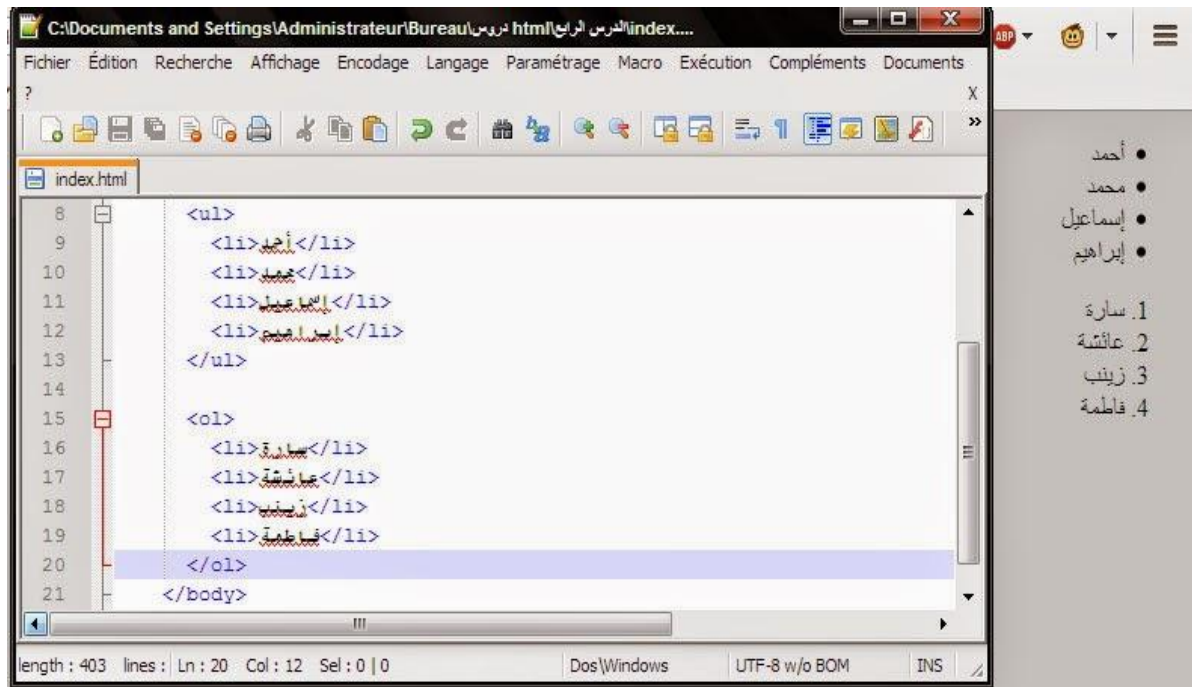 C:\Documents and Settings\Administrateur\Bureau\دروس html\الدرس الرابع\index....
Fichier Édition Recherche Affichage Encodage Langage Paramétrage Macro Exécution Compléments Documents
? X
ABP
index.html
8 <ul>
9 <li>أحمد</li>
10 <li>محمد</li>
11 <li>إسماعيل</li>
12 <li>إبراهيم</li>
13 </ul>
14
15 <ol>
16 <li>سارة</li>
17 <li>عائشة</li>
18 <li>زينب</li>
19 <li>فاطمة</li>
20 </ol>
21 </body>
length : 403 lines : Ln : 20 Col : 12 Sel : 0 | 0 Dos\Windows UTF-8 w/o BOM INS
• أحمد
• محمد
• إسماعيل
• إبراهيم
1. سارة
2. عائشة
3. زينب
4. فاطمة